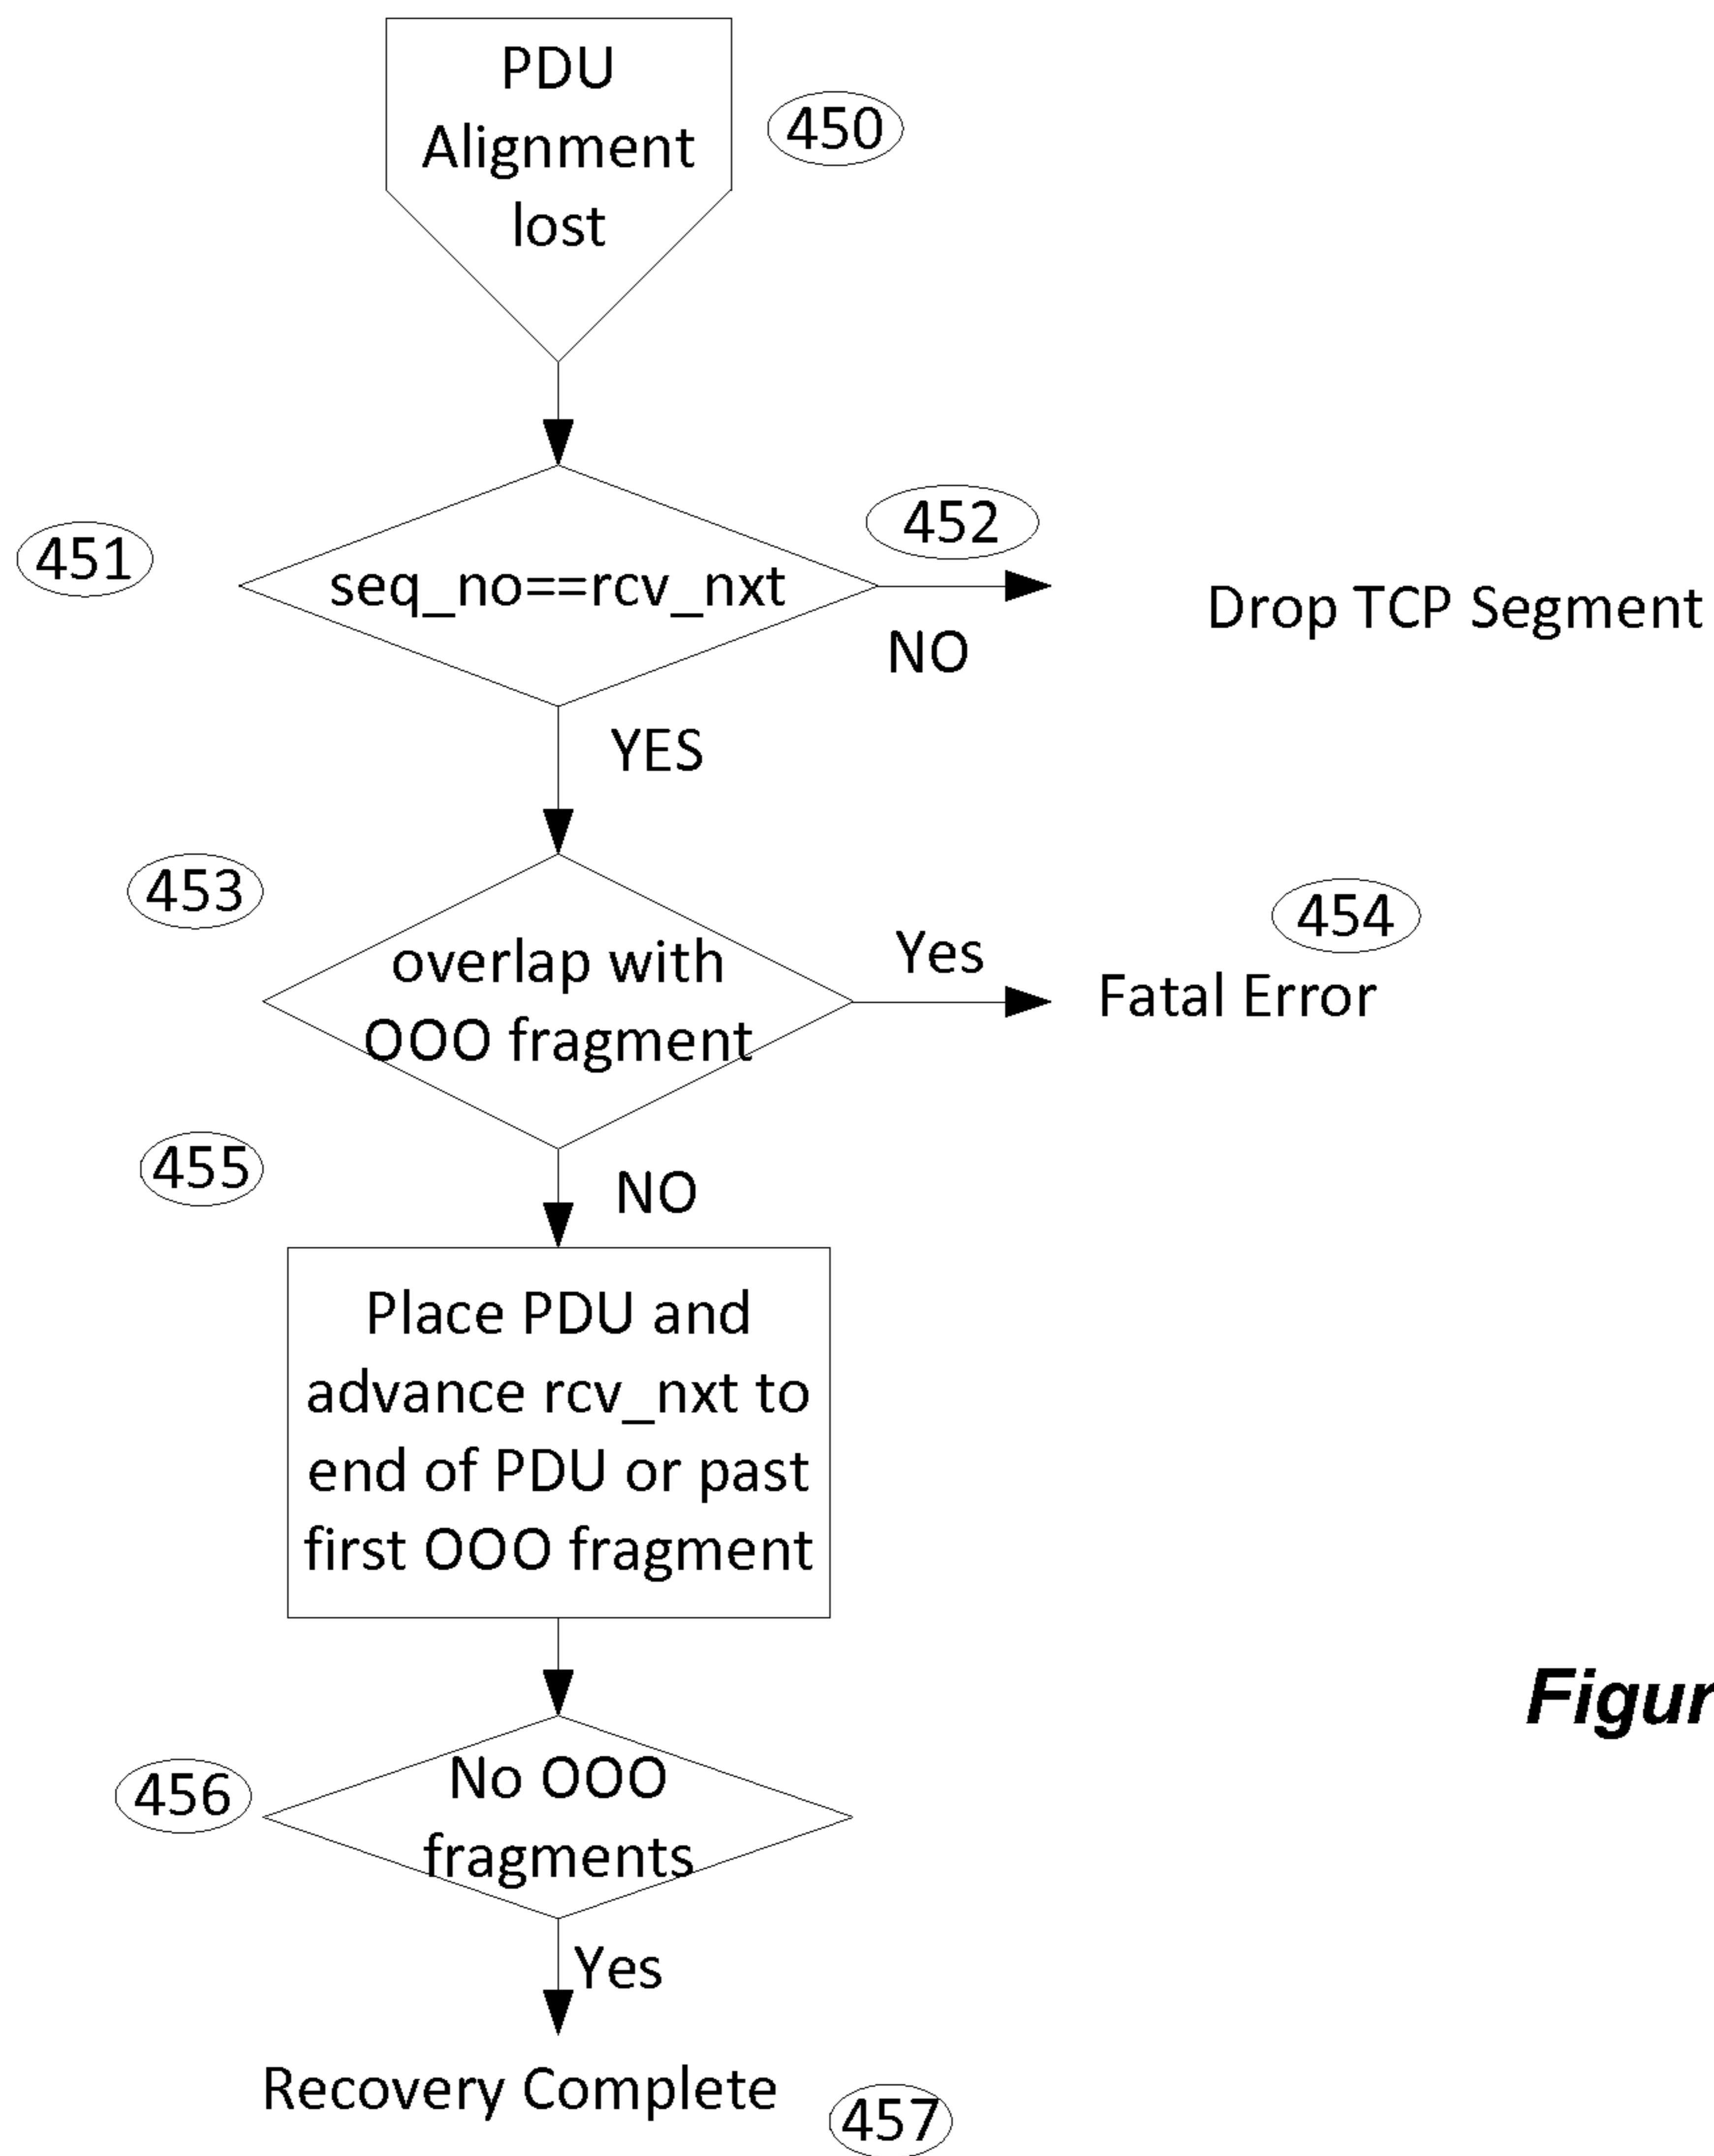 PDU
Alignment
lost
450
451
seq_no==rcv_nxt
452
NO
Drop TCP Segment
YES
453
overlap with
OOO fragment
Yes
454
Fatal Error
455
NO
Place PDU and
advance rcv_nxt to
end of PDU or past
first OOO fragment
Figur
456
No OOO
fragments
Yes
Recovery Complete
457